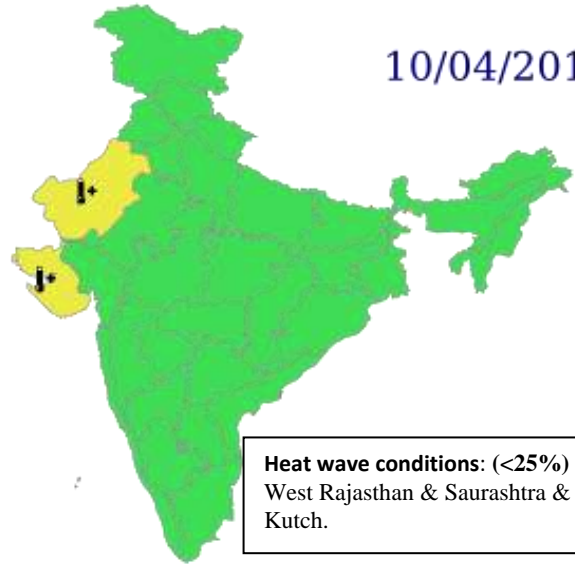 10/04/201
Heat wave conditions: (<25%)
West Rajasthan & Saurashtra &
Kutch.